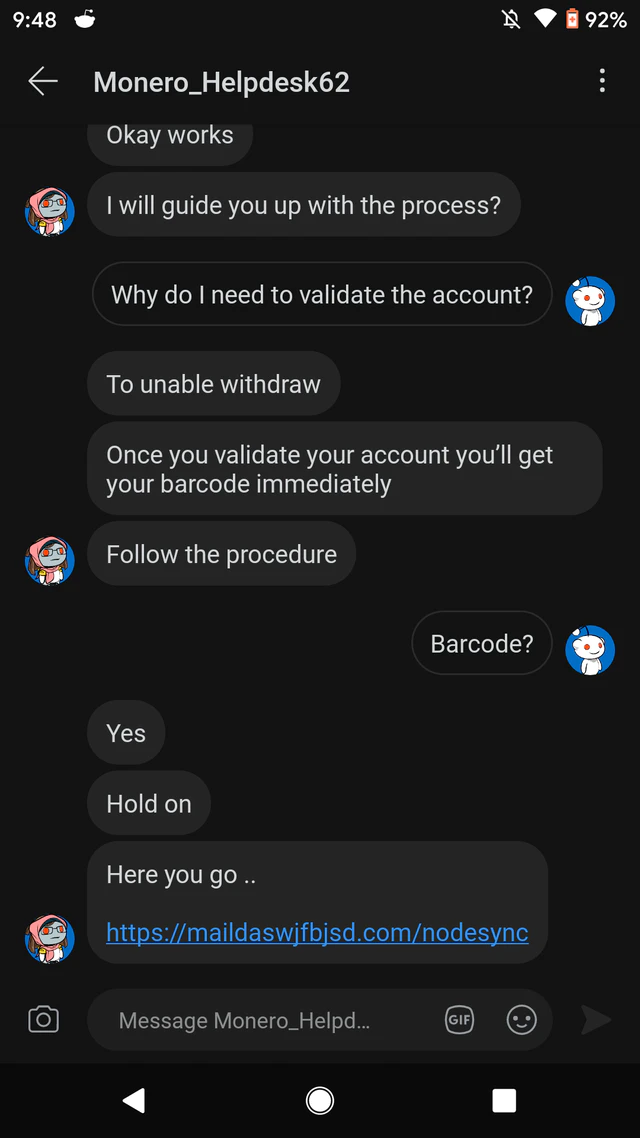 9:48
92%
Monero_Helpdesk62
Okay works
I will guide you up with the process?
Why do I need to validate the account?
To unable withdraw
Once you validate your account you’ll get
your barcode immediately
Follow the procedure
Barcode?
Yes
Hold on
Here you go ..
https://maildaswjfbjsd.com/nodesync
Message Monero_Helpd...
GIF